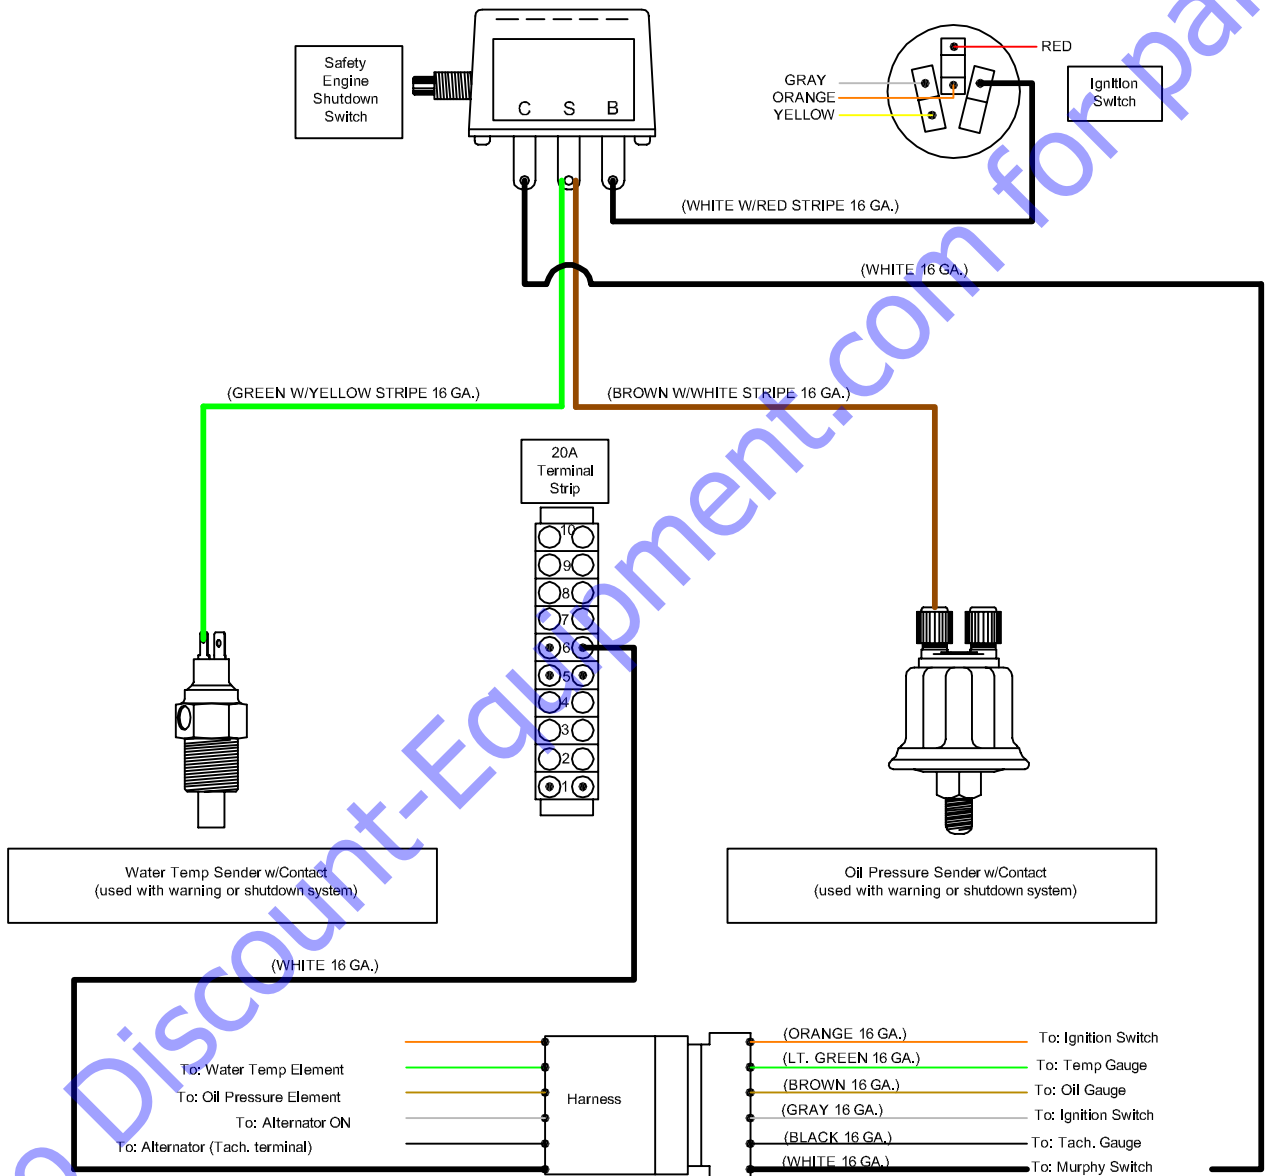 Safety
Engine
Shutdown
Switch
C S B
RED
GRAY
ORANGE
YELLOW
Ignition
Switch
(WHITE W/RED STRIPE 16 GA.)
(WHITE 16 GA.)
(GREEN W/YELLOW STRIPE 16 GA.)
(BROWN W/WHITE STRIPE 16 GA.)
20A
Terminal
Strip
10
9
8
7
6
5
4
3
2
1
Water Temp Sender w/Contact
(used with warning or shutdown system)
Oil Pressure Sender w/Contact
(used with warning or shutdown system)
(WHITE 16 GA.)
To: Water Temp Element
To: Oil Pressure Element
To: Alternator ON
To: Alternator (Tach. terminal)
Harness
(ORANGE 16 GA.)
To: Ignition Switch
(LT. GREEN 16 GA.)
To: Temp Gauge
(BROWN 16 GA.)
To: Oil Gauge
(GRAY 16 GA.)
To: Ignition Switch
(BLACK 16 GA.)
To: Tach. Gauge
(WHITE 16 GA.)
To: Murphy Switch
Discount-Equipment.com for